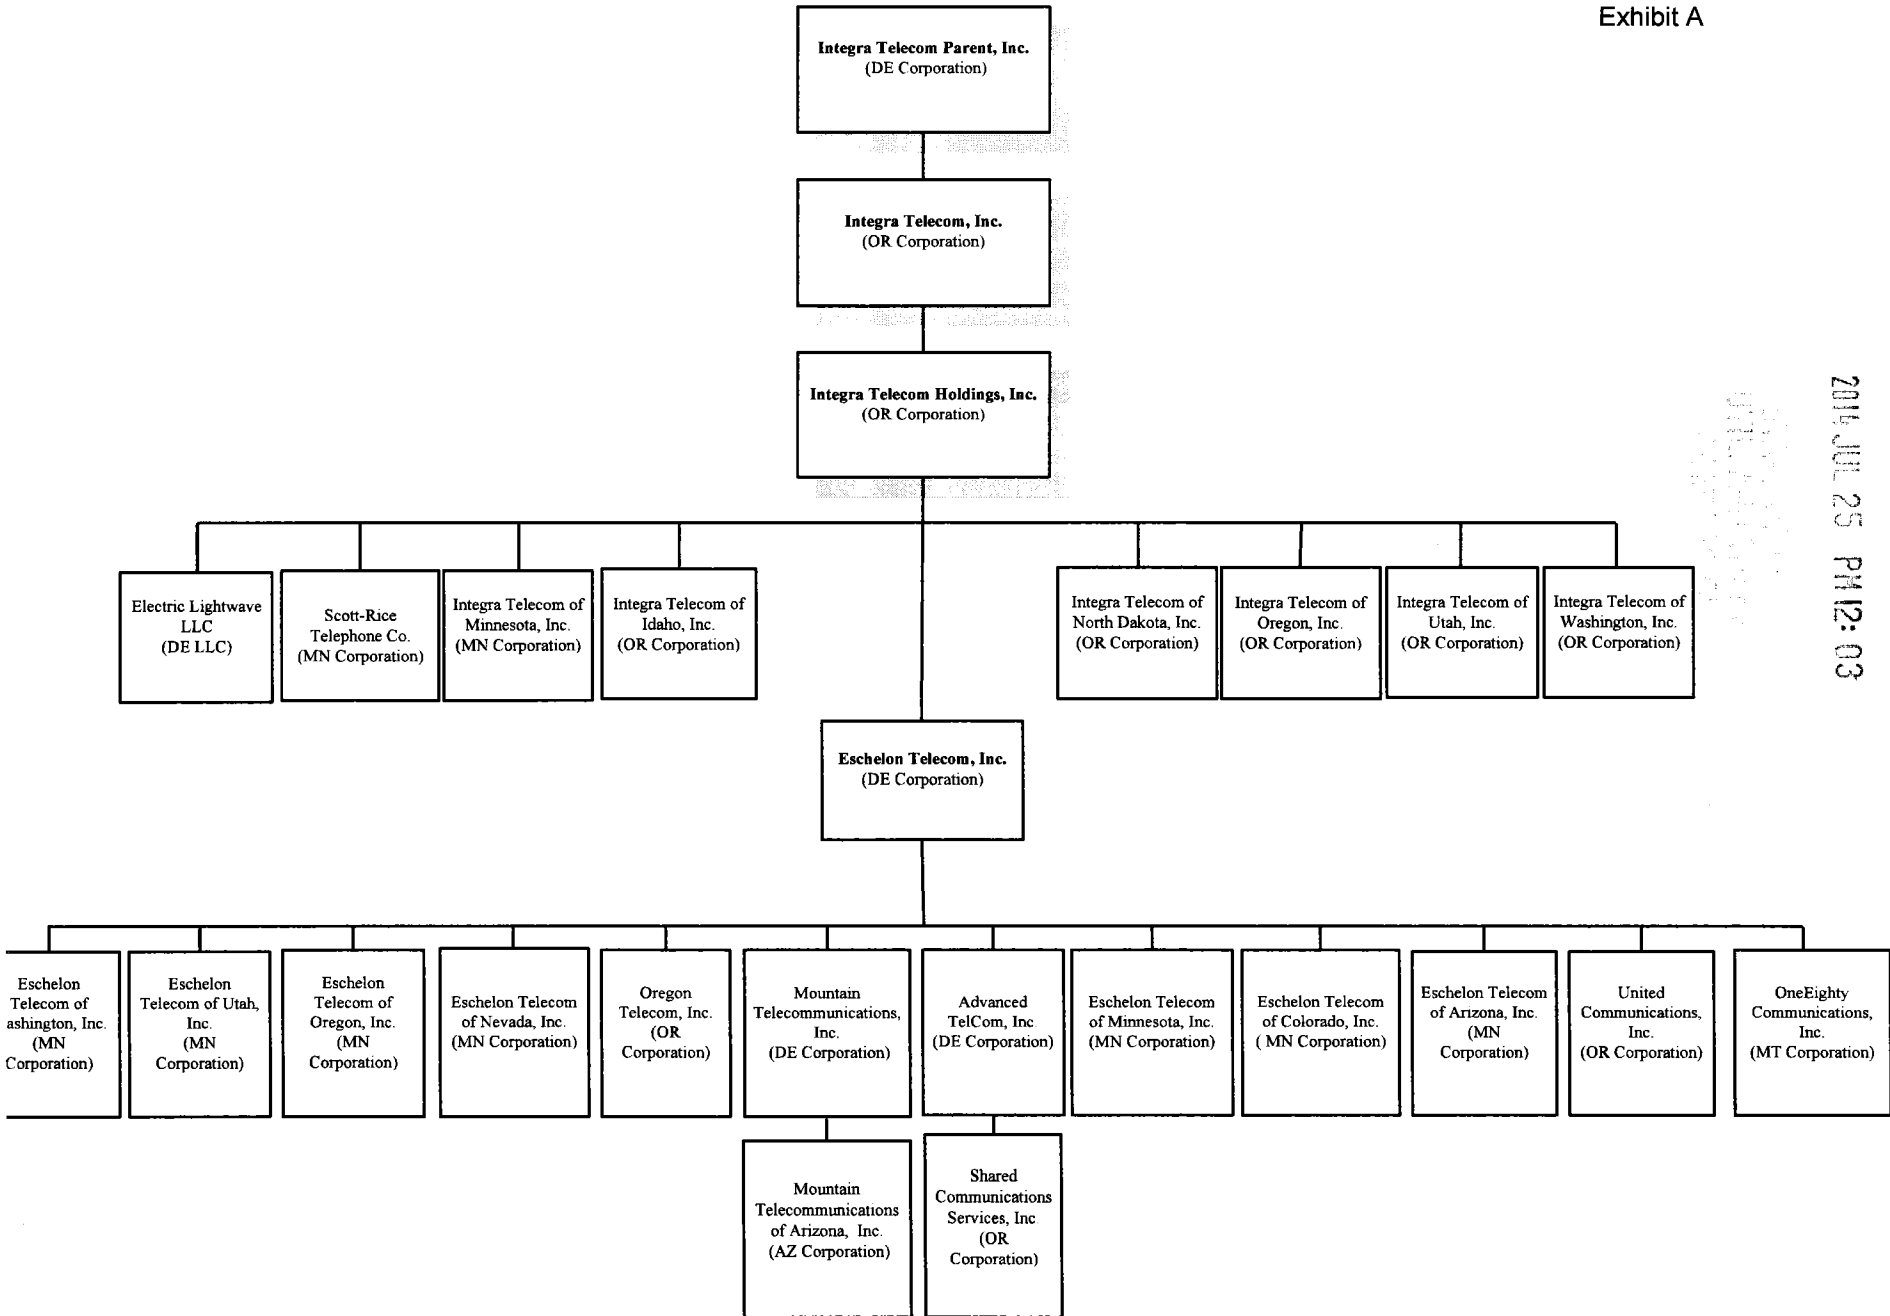 Exhibit A
Integra Telecom Parent, Inc.
(DE Corporation)
Integra Telecom, Inc.
(OR Corporation)
Integra Telecom Holdings, Inc.
(OR Corporation)
2014 JUL 25 PM 12: 03
Electric Lightwave
LLC
(DE LLC)
Scott-Rice
Telephone Co.
(MN Corporation)
Integra Telecom of
Minnesota, Inc.
(MN Corporation)
Integra Telecom of
Idaho, Inc.
(OR Corporation)
Integra Telecom of
North Dakota, Inc.
(OR Corporation)
Integra Telecom of
Oregon, Inc.
(OR Corporation)
Integra Telecom of
Utah, Inc.
(OR Corporation)
Integra Telecom of
Washington, Inc.
(OR Corporation)
Eschelon Telecom, Inc.
(DE Corporation)
Eschelon
Telecom of
ashington, Inc.
(MN
Corporation)
Eschelon
Telecom of Utah,
Inc.
(MN
Corporation)
Eschelon
Telecom of
Oregon, Inc.
(MN
Corporation)
Eschelon Telecom
of Nevada, Inc.
(MN Corporation)
Oregon
Telecom, Inc.
(OR
Corporation)
Mountain
Telecommunications,
Inc.
(DE Corporation)
Advanced
TelCom, Inc
(DE Corporation)
Eschelon Telecom
of Minnesota, Inc.
(MN Corporation)
Eschelon Telecom
of Colorado, Inc.
( MN Corporation)
Eschelon Telecom
of Arizona, Inc.
(MN
Corporation)
United
Communications,
Inc.
(OR Corporation)
OneEighty
Communications,
Inc.
(MT Corporation)
Mountain
Telecommunications
of Arizona, Inc.
(AZ Corporation)
Shared
Communications
Services, Inc
(OR
Corporation)